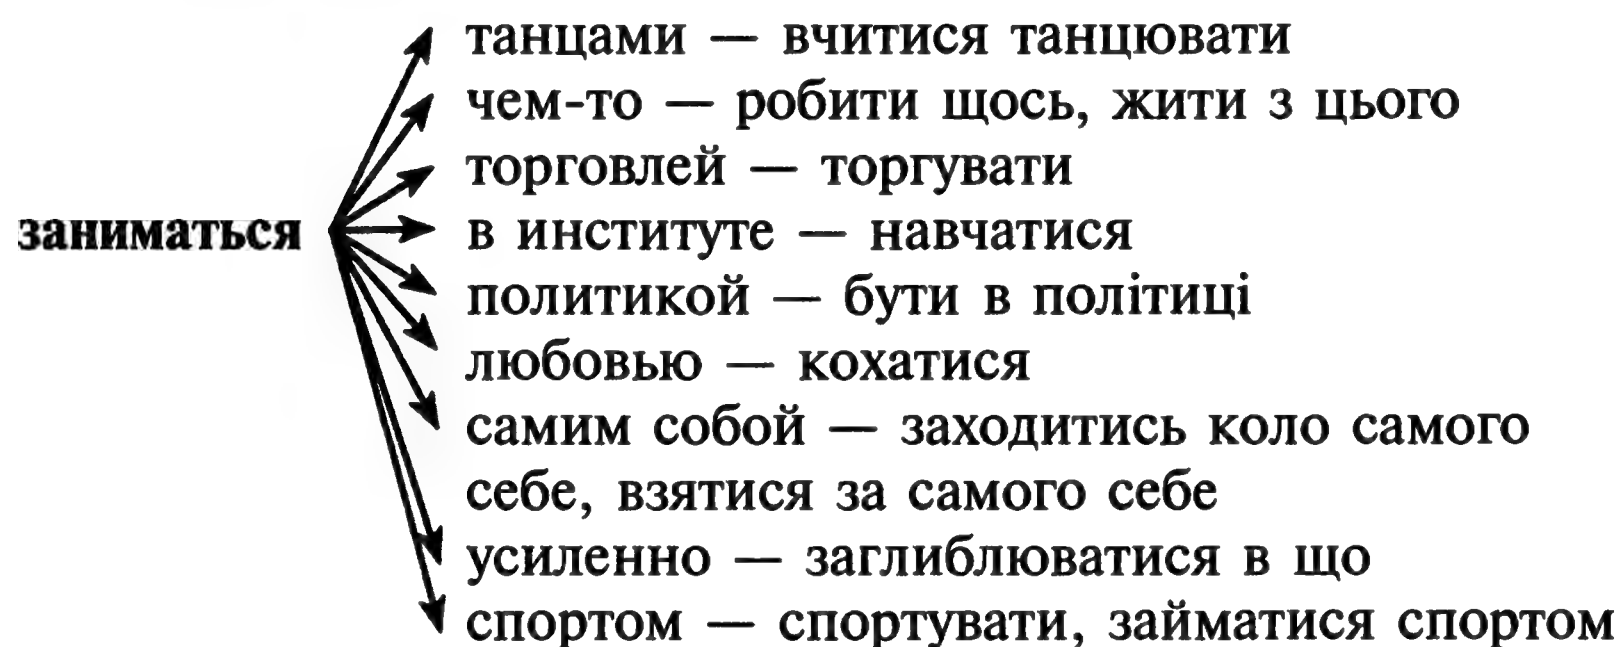 танцами — вчитися танцювати
чем-то — робити щось, жити з цього
торговлей — торгувати
заниматься
в институте — навчатися
политикой — бути в політиці
любовью — кохатися
самим собой — заходитись коло самого
себе, взятися за самого себе
усиленно — заглиблюватися в що
спортом — спортувати, займатися спортом